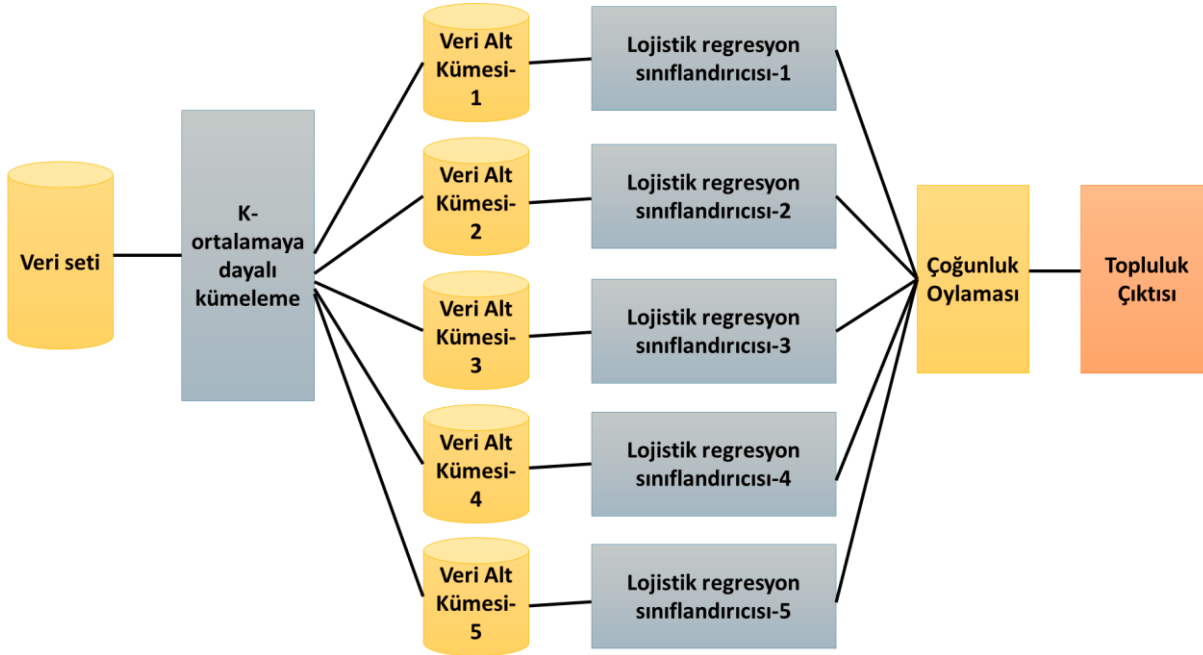 Veri seti
K-
ortalamaya
dayalı
kümeleme
Veri Alt
Kümesi-
1
Lojistik regresyon
sınıflandırıcısı-1
Veri Alt
Kümesi-
2
Lojistik regresyon
sınıflandırıcısı-2
Veri Alt
Kümesi-
3
Lojistik regresyon
sınıflandırıcısı-3
Veri Alt
Kümesi-
4
Lojistik regresyon
sınıflandırıcısı-4
Veri Alt
Kümesi-
5
Lojistik regresyon
sınıflandırıcısı-5
Çoğunluk
Oylaması
Topluluk
Çıktısı